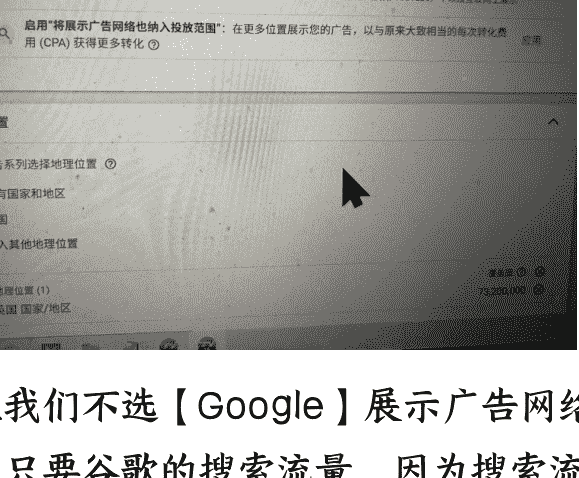 启用"将展示广告网络也纳入投放范围"：在更多位置展示您的广告，以与原来大致相当的每次转化费
用 (CPA) 获得更多转化
应用
置
系列选择地理位置
有国家和地区
国
入其他地理位置
地理位置 (1)
73,200,000
英国 国家/地区
我们不选【Google】展示广告网络
只要谷歌的搜索流量 因为搜索流